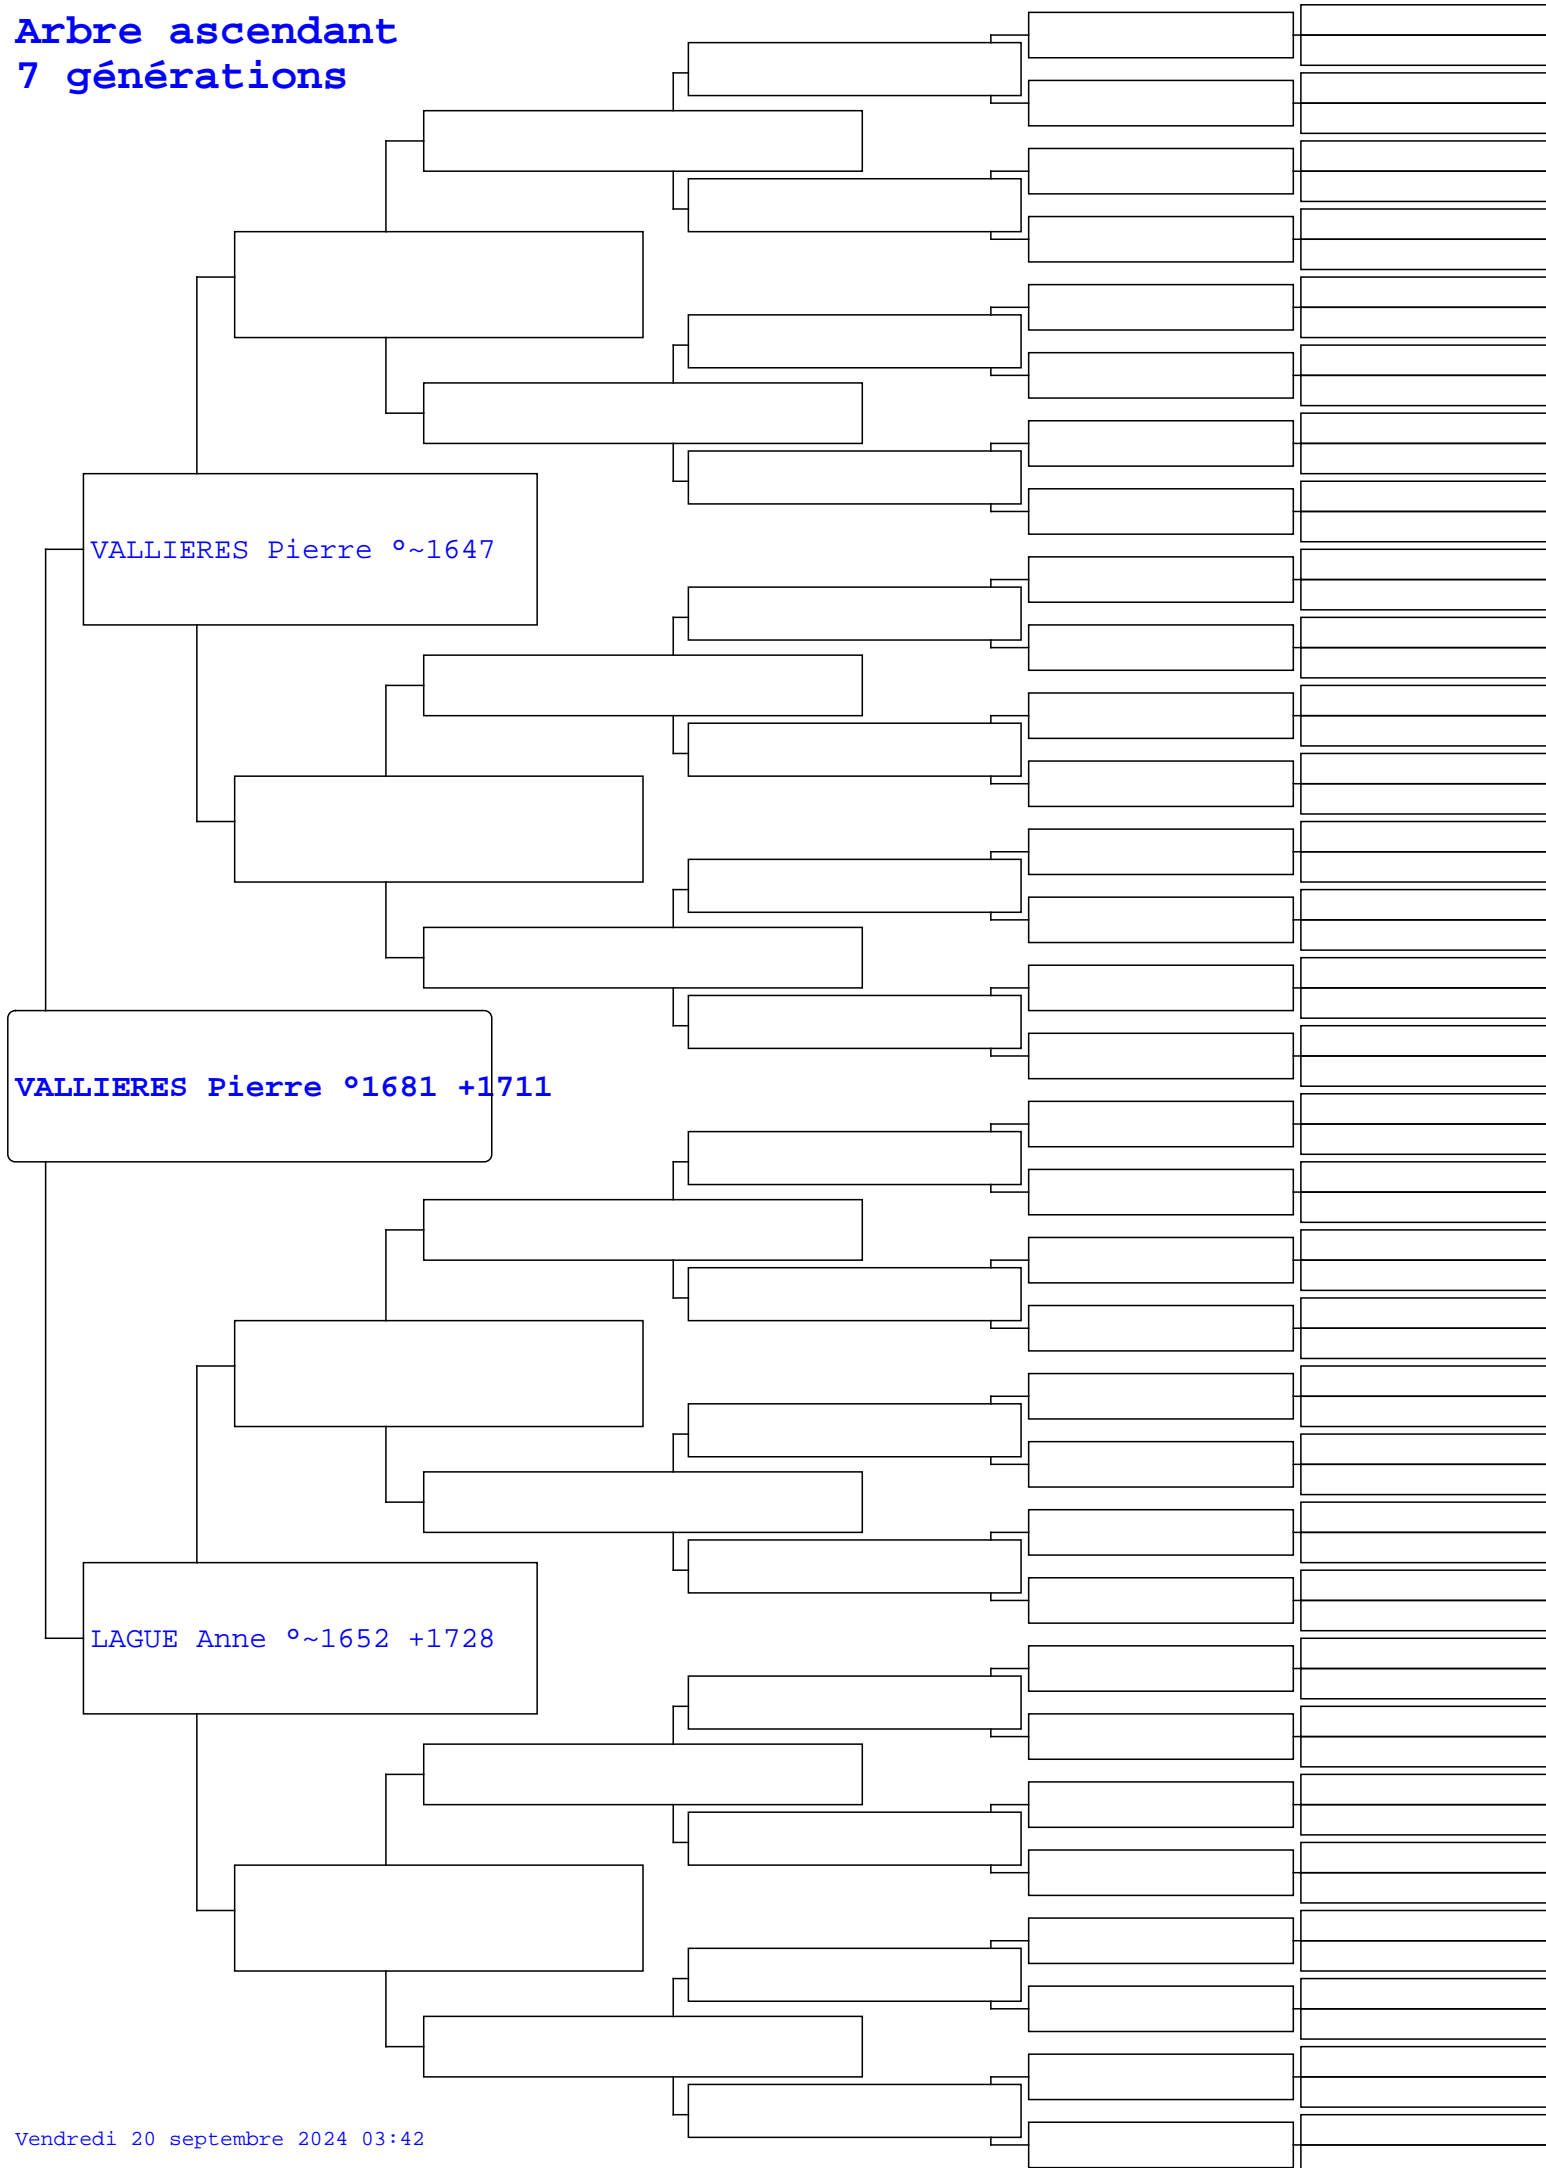 Arbre ascendant
7 générations
VALLIERES Pierre °~1647
VALLIERES Pierre °1681 +1711
LAGUE Anne °~1652 +1728
Vendredi 20 septembre 2024 03:42